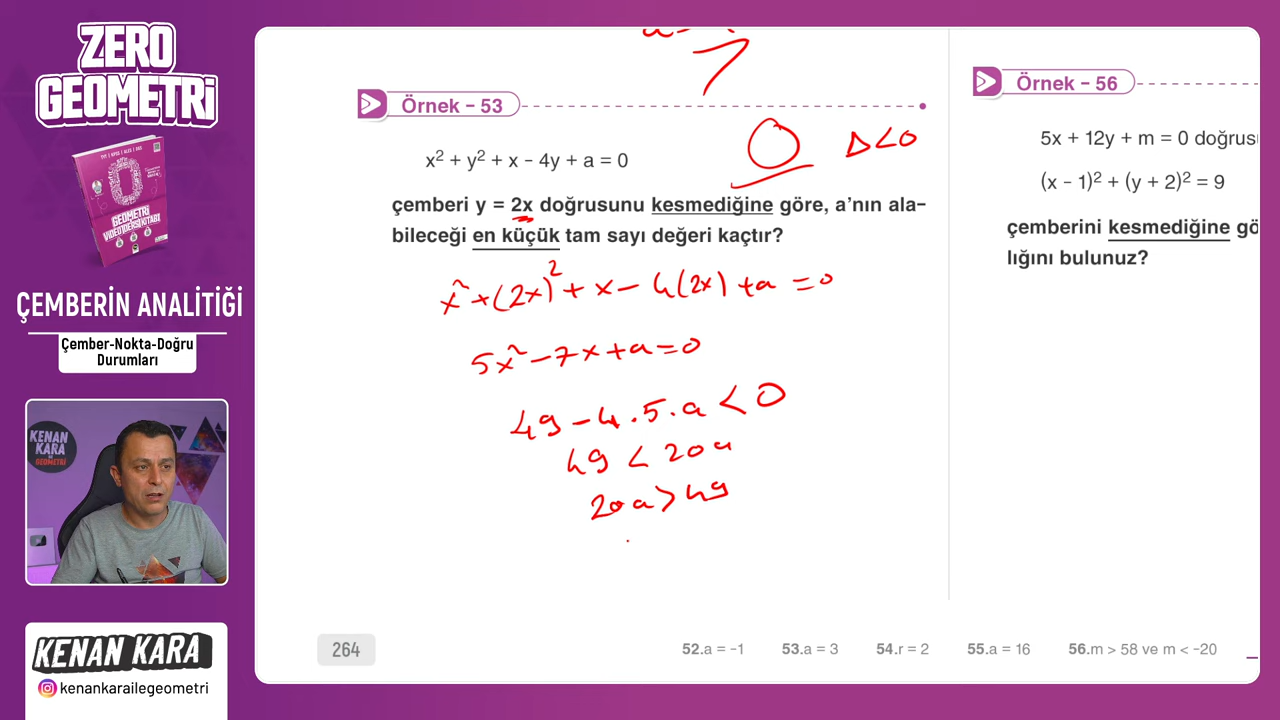 ZERO
GEOMETRİ
GEOMETRİ
VİDEO DERS KİTABI
ÇEMBERİN ANALİTİĞİ
Çember-Nokta-Doğru
Durumları
KENAN
KARA
GEOMETRİ
KENAN KARA
kenankarailegeometri
Örnek – 53
x² + y² + x – 4y + a = 0
Δ<0
çemberi y = 2x doğrusunu kesmediğine göre, a'nın ala-
bileceği en küçük tam sayı değeri kaçtır?
x² + (2x)² + x – 4(2x) + a = 0
5x² – 7x + a = 0
49 – 4.5.a < 0
49 < 20a
20a > 49
264
52.a = -1 53.a = 3 54.r = 2 55.a = 16 56.m > 58 ve m < -20
Örnek – 56
5x + 12y + m = 0 doğrusu
(x - 1)² + (y + 2)² = 9
çemberini kesmediğine gö
lığını bulunuz?